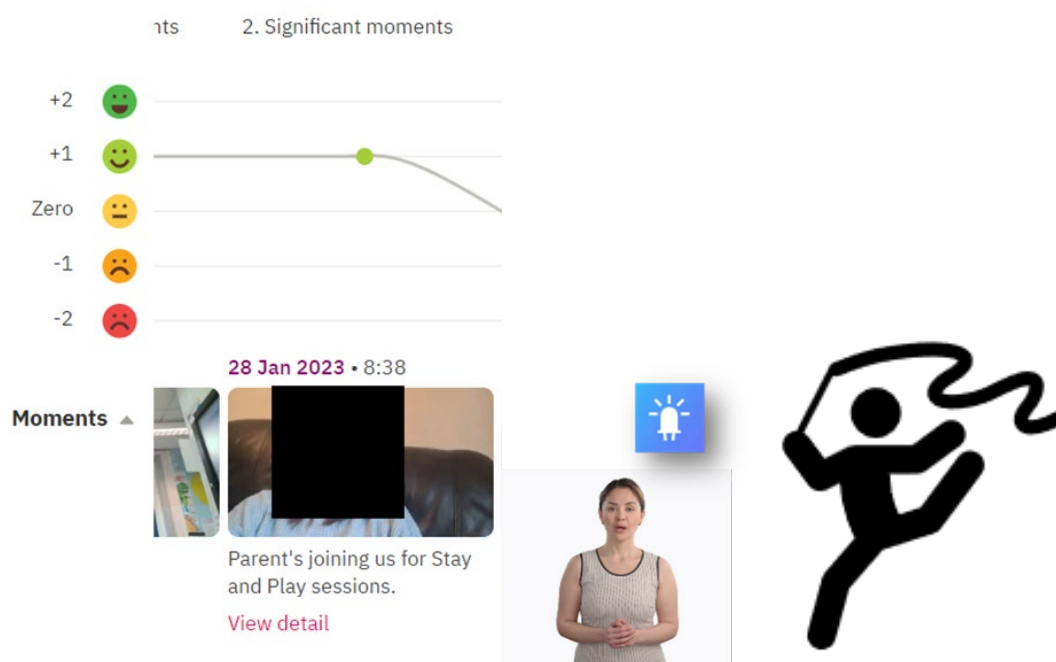 nts
2. Significant moments
+2
+1
Zero
-1
-2
28 Jan 2023 • 8:38
Moments
Parent's joining us for Stay
and Play sessions.
View detail